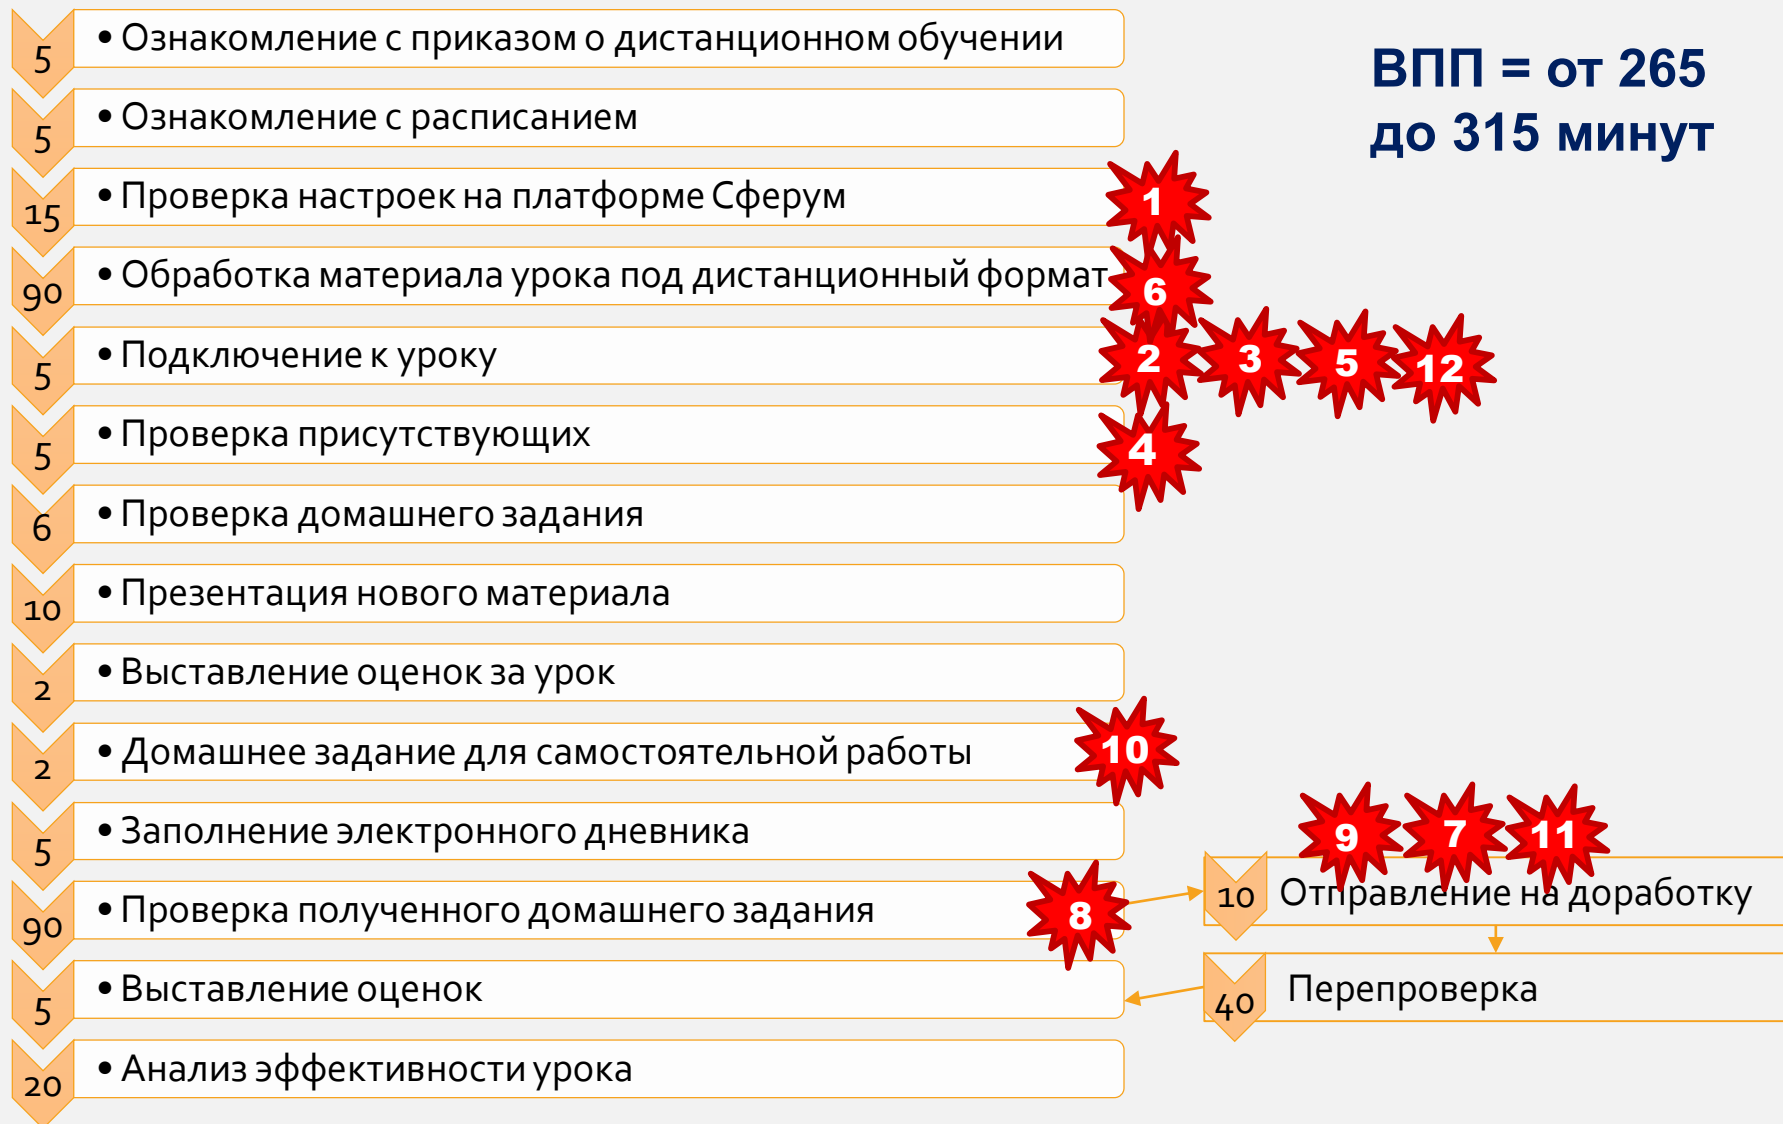 ВПП = от 265
до 315 минут
5
• Ознакомление с приказом о дистанционном обучении
5
• Ознакомление с расписанием
15
• Проверка настроек на платформе Сферум
1
90
• Обработка материала урока под дистанционный формат
6
5
• Подключение к уроку
2
3
5
12
5
• Проверка присутствующих
4
6
• Проверка домашнего задания
10
• Презентация нового материала
2
• Выставление оценок за урок
2
• Домашнее задание для самостоятельной работы
10
5
• Заполнение электронного дневника
9
7
11
90
• Проверка полученного домашнего задания
8
10
Отправление на доработку
5
• Выставление оценок
40
Перепроверка
20
• Анализ эффективности урока